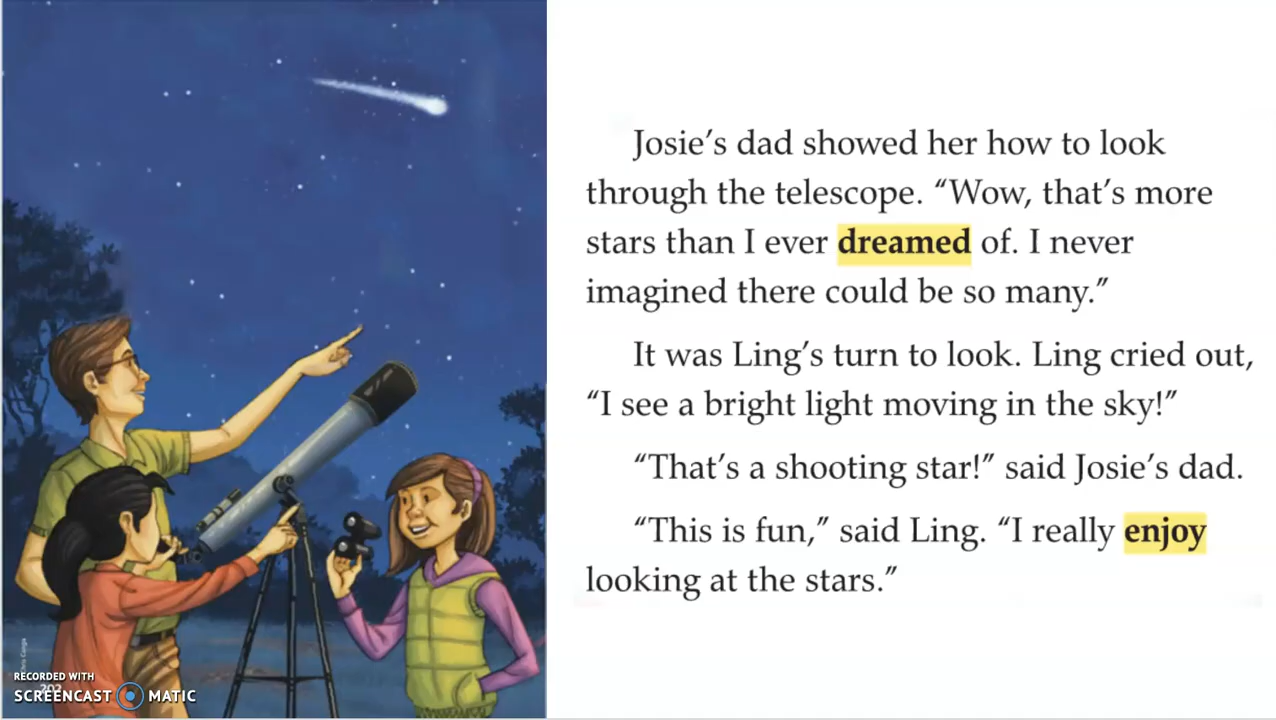 Josie’s dad showed her how to look
through the telescope. “Wow, that’s more
stars than I ever dreamed of. I never
imagined there could be so many.”
It was Ling’s turn to look. Ling cried out,
“I see a bright light moving in the sky!”
“That’s a shooting star!” said Josie’s dad.
“This is fun,” said Ling. “I really enjoy
looking at the stars.”
RECORDED WITH
SCREENCAST MATIC